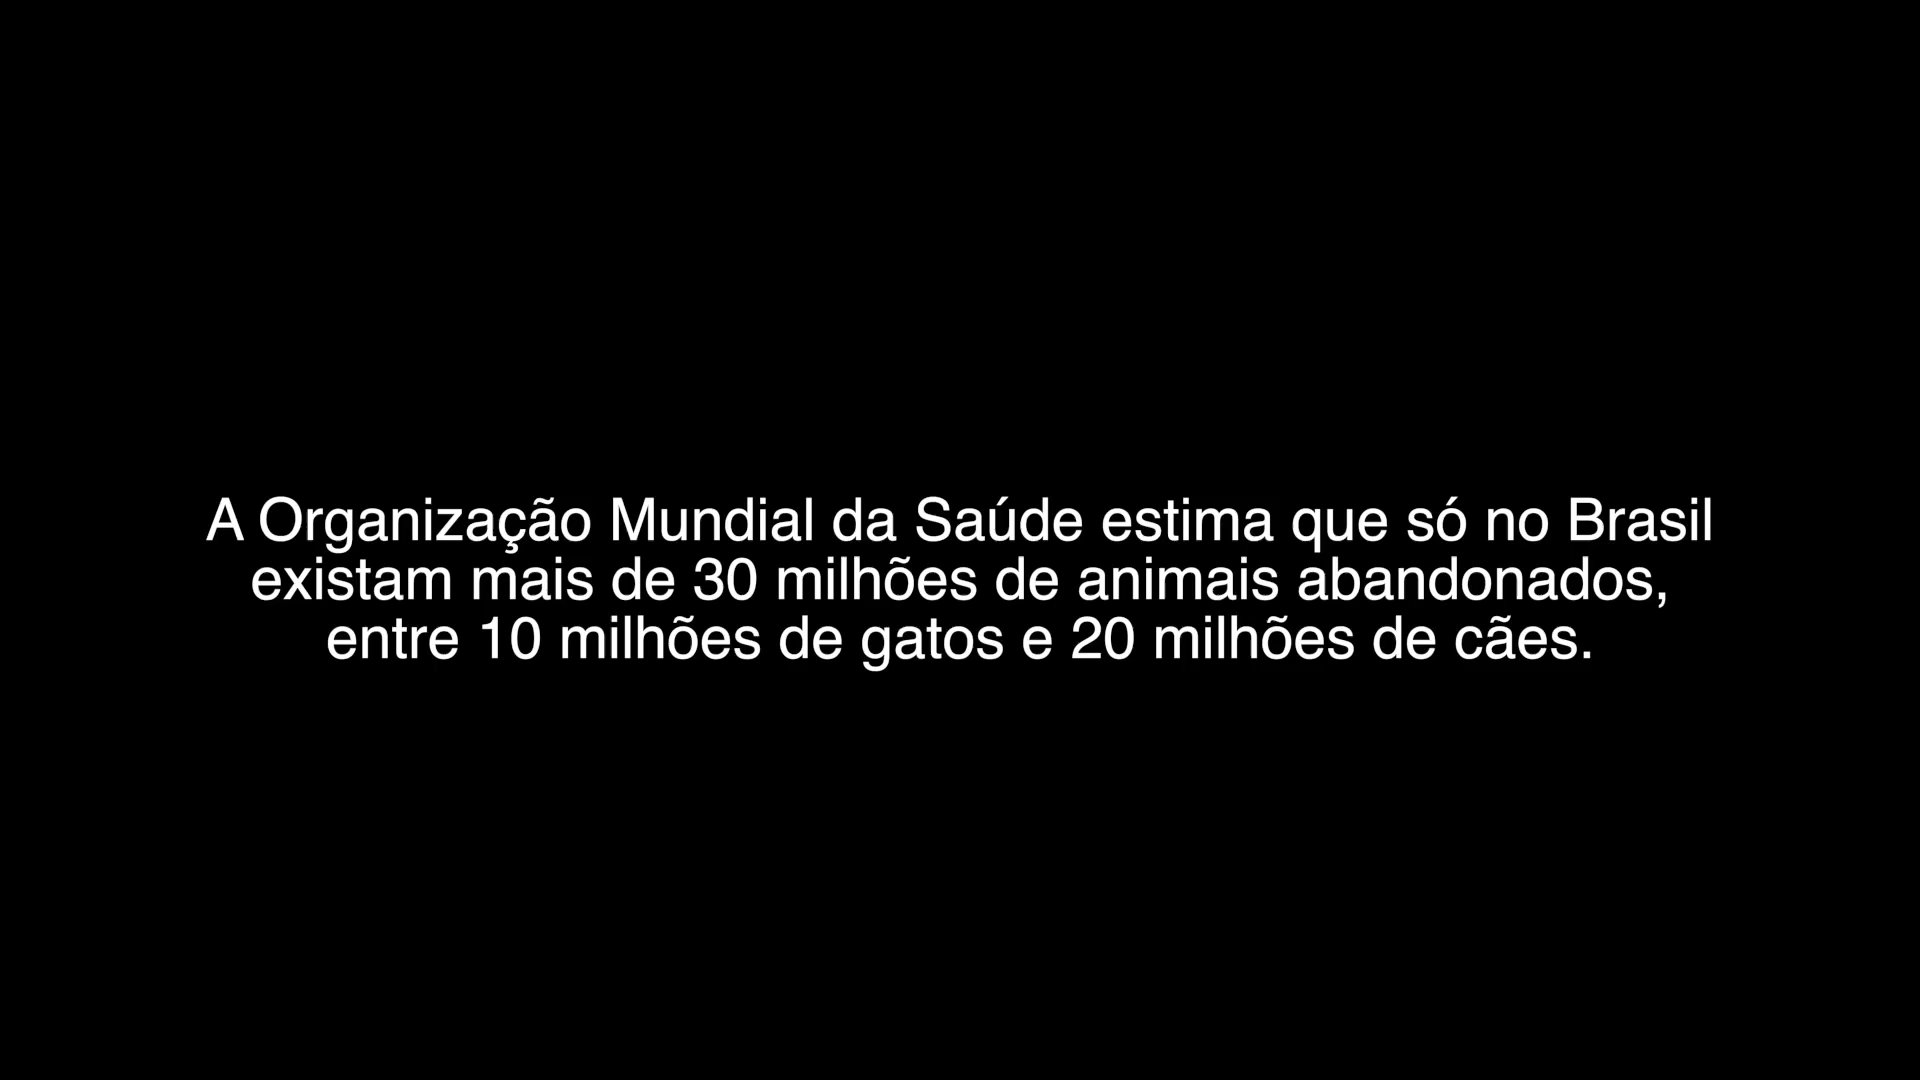 A Organização Mundial da Saúde estima que só no Brasil
existam mais de 30 milhões de animais abandonados,
entre 10 milhões de gatos e 20 milhões de cães.